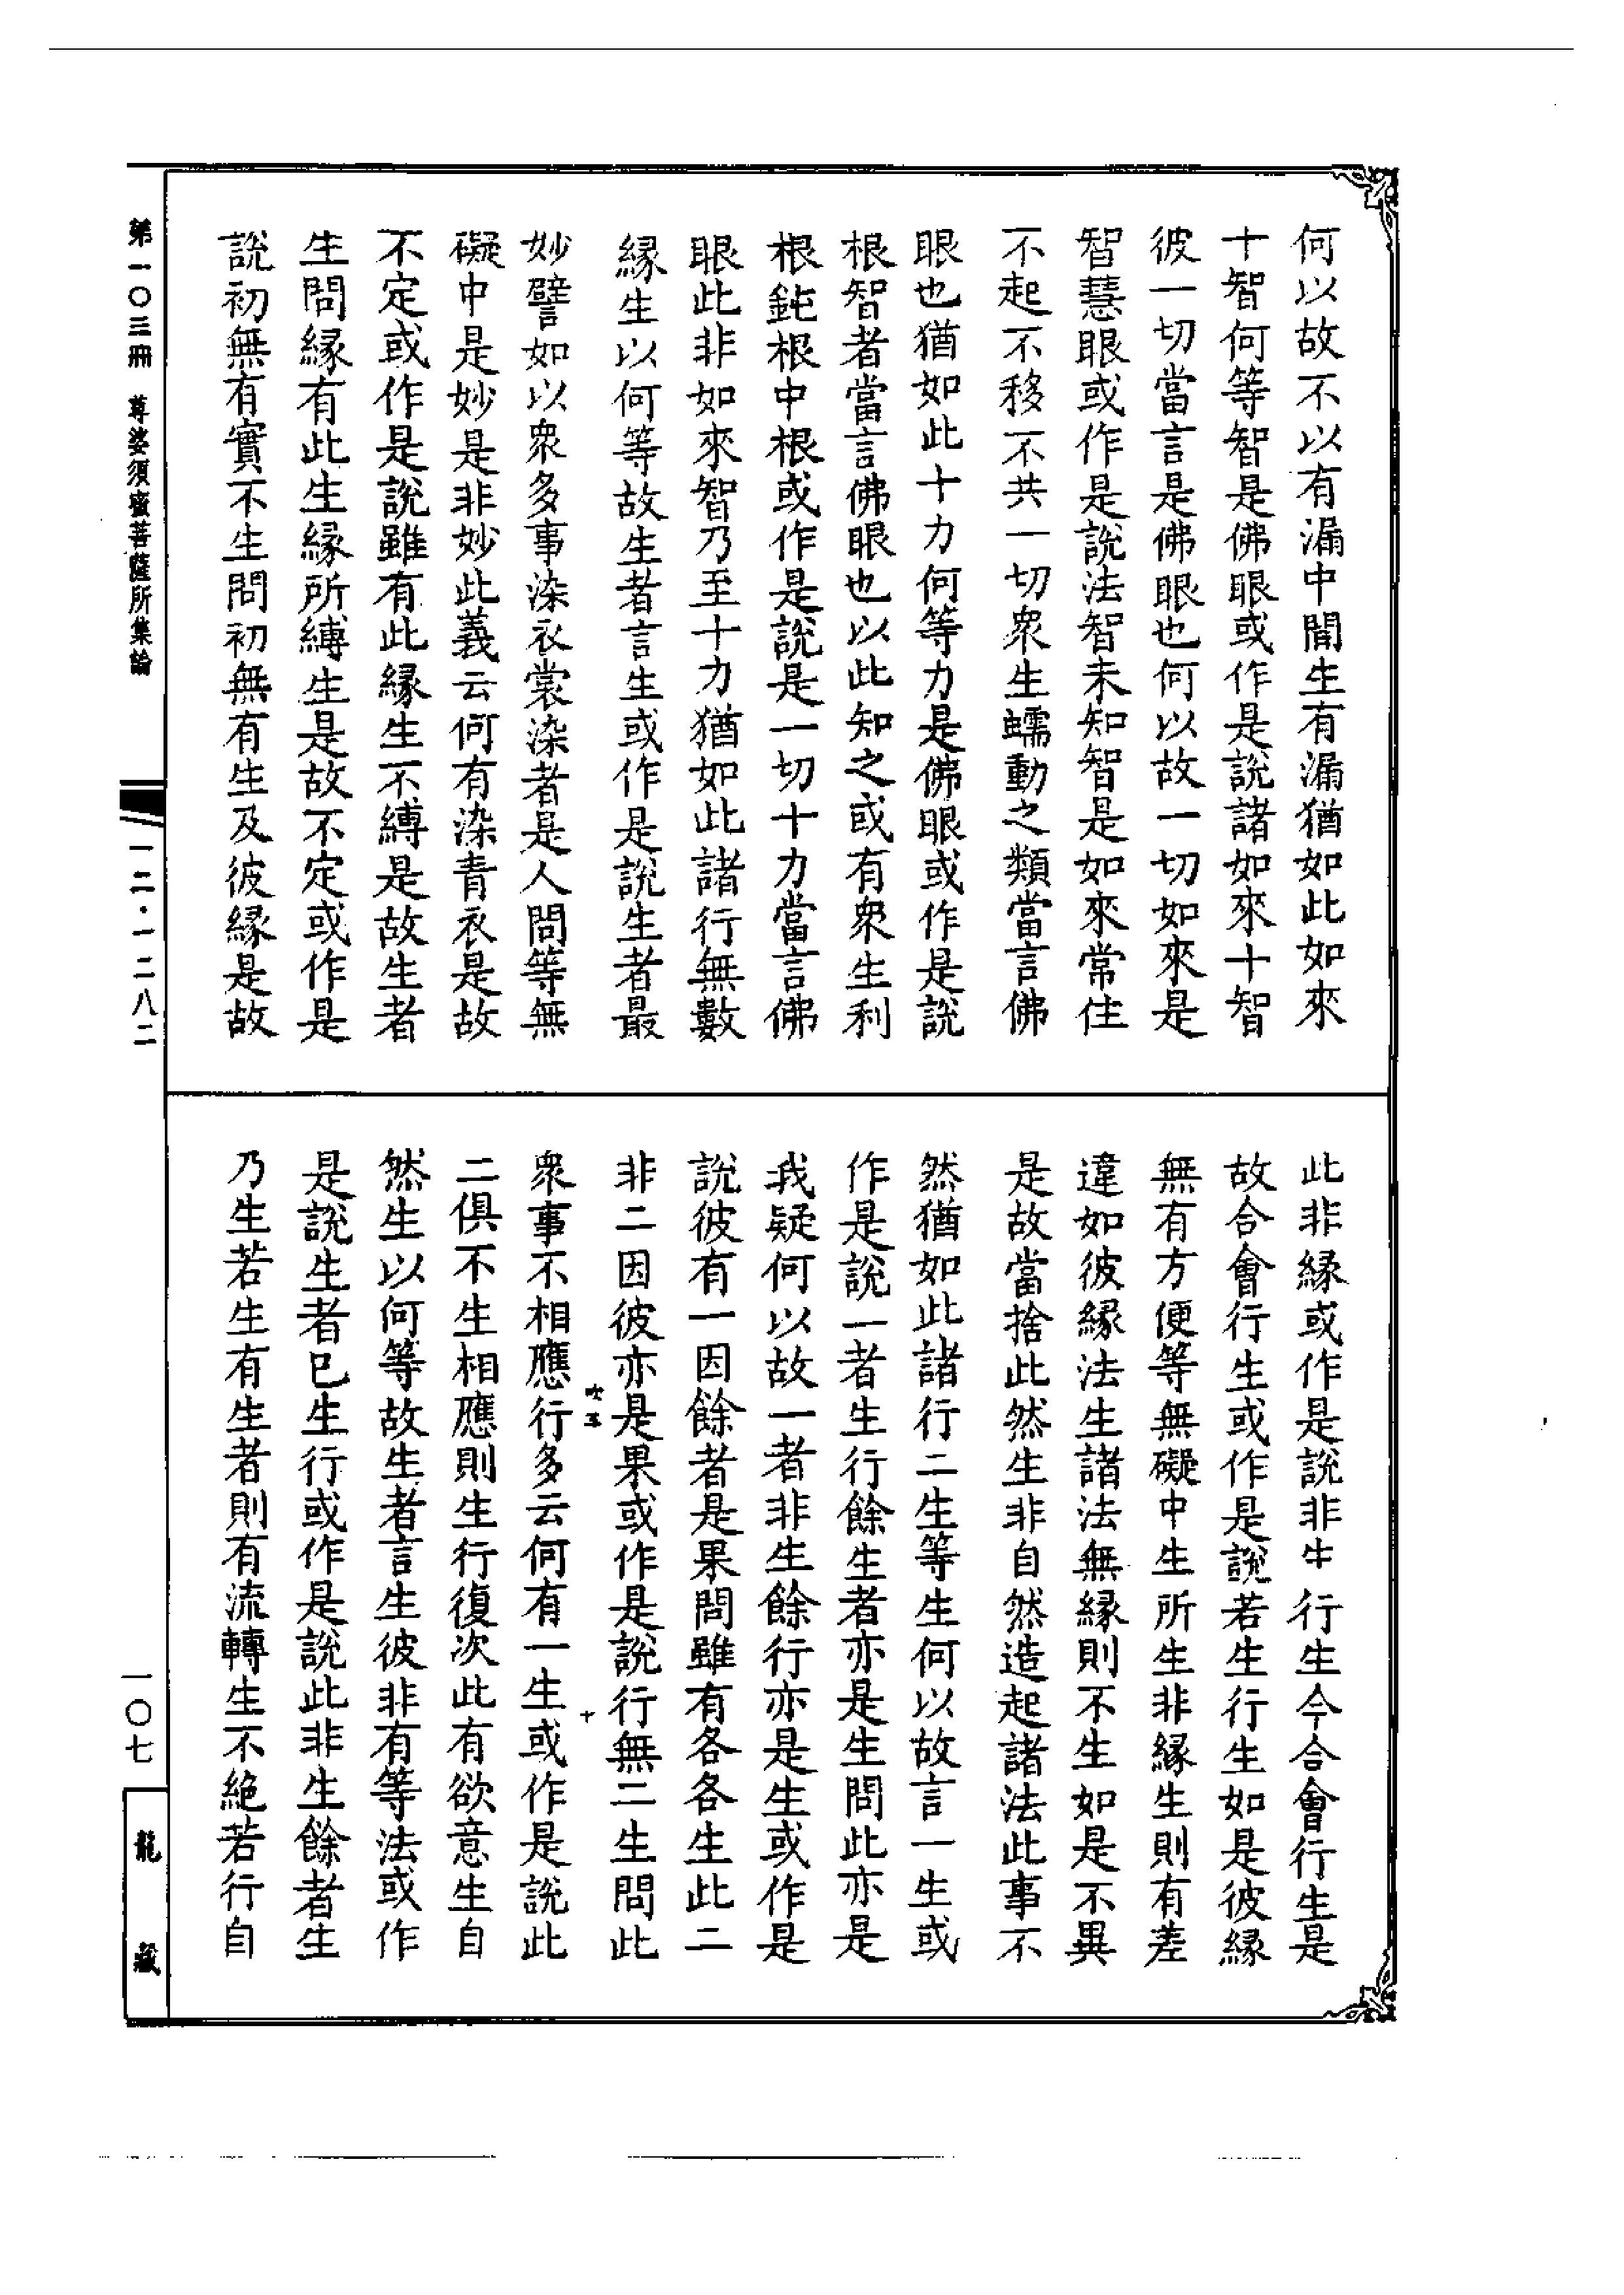 何以故不以有漏中間生有漏猶如此如來
十智何等智是佛眼或作是說諸如來十智
彼一切當言是佛眼也何以故一切如來是
智慧眼或作是說法智未知智是如來常住
不起不移不共一切衆生蠕動之類當言佛
眼也猶如此十力何等力是佛眼或作是說
根智者當言佛眼也以此知之或有衆生利
根鈍根中根或作是說是一切十力當言佛
眼此非如來智乃至十力猶如此諸行無數
緣生以何等故生者言生或作是說生者最
妙譬如以衆多事染衣裳染者是人問等無
礙中是妙是非妙此義云何有染青衣是故
不定或作是說雖有此緣生不縛是故生者
生問緣有此生緣所縛生是故不定或作是
說初無有實不生問初無有生及彼緣是故
此非緣或作是說非牛行生今合會行生是
故合會行生或作是說若生行生如是彼緣
無有方便等無礙中生所生非緣生則有差
違如彼緣法生諸法無緣則不生如是不異
是故當捨此然生非自然造起諸法此事不
然猶如此諸行二生等生何以故言一生或
作是說一者生行餘生者亦是生問此亦是
我疑何以故一者非生餘行亦是生或作是
說彼有一因餘者是果問雖有各各生此二
非二因彼亦是果或作是說行無二生問此
衆事不相應行多云何有一生或作是說此
二俱不生相應則生行復次此有欲意生自
然生以何等故生者言生彼非有等法或作
是說生者已生行或作是說此非生餘者生
乃生若生有生者則有流轉生不絕若行自
第一〇三冊 尊婆須蜜菩薩所集論
一二·一二八二
一〇七
龍藏